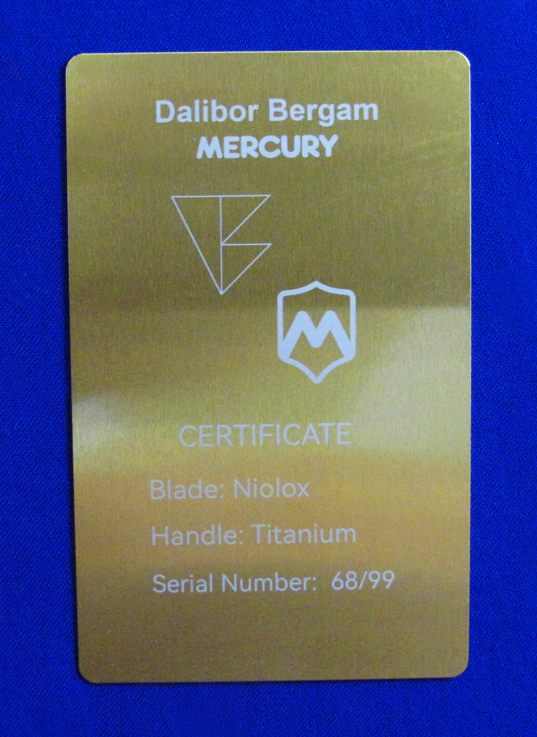 Dalibor Bergam
MERCURY
M
CERTIFICATE
Blade: Niolox
Handle: Titanium
Serial Number: 68/99